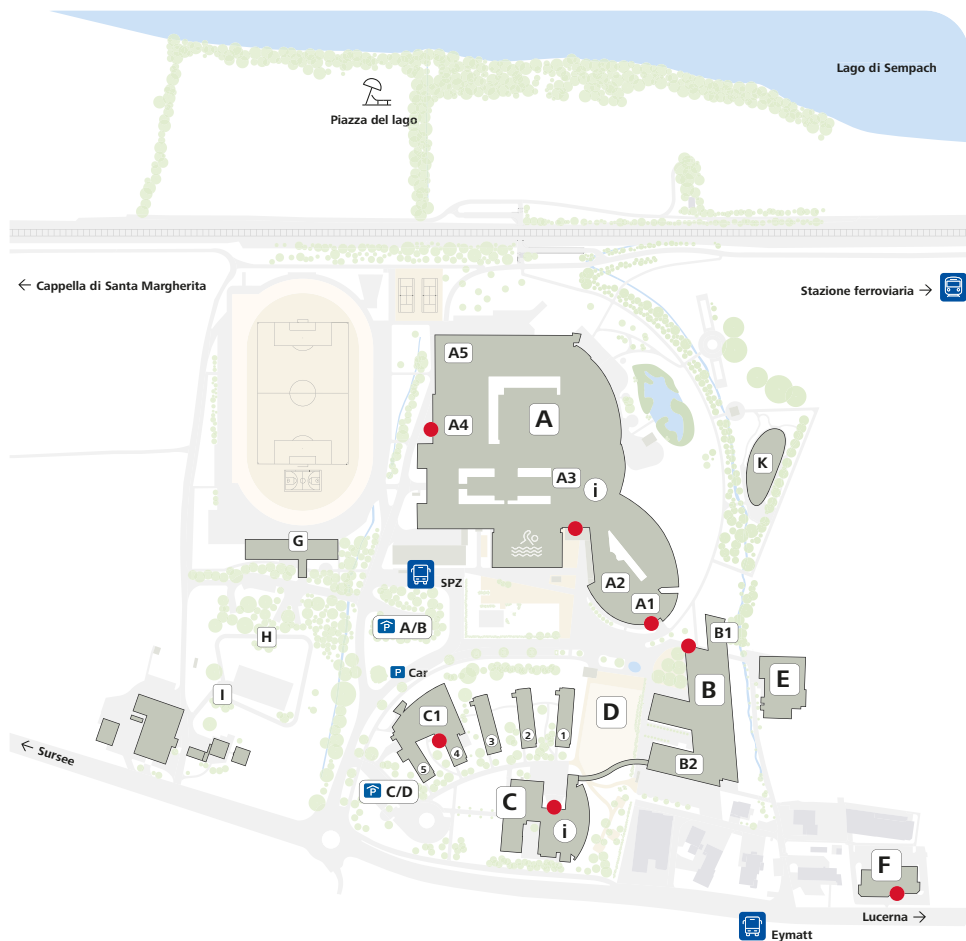 Lago di Sempach
Piazza del lago
← Cappella di Santa Margherita
Stazione ferroviaria →
A5
A
A4
A3
i
K
G
SPZ
A2
A1
P A/B
B1
H
P Car
E
I
B
C1
D
1
2
3
4
5
B2
← Sursee
P C/D
C
i
F
Lucerna →
Eymatt